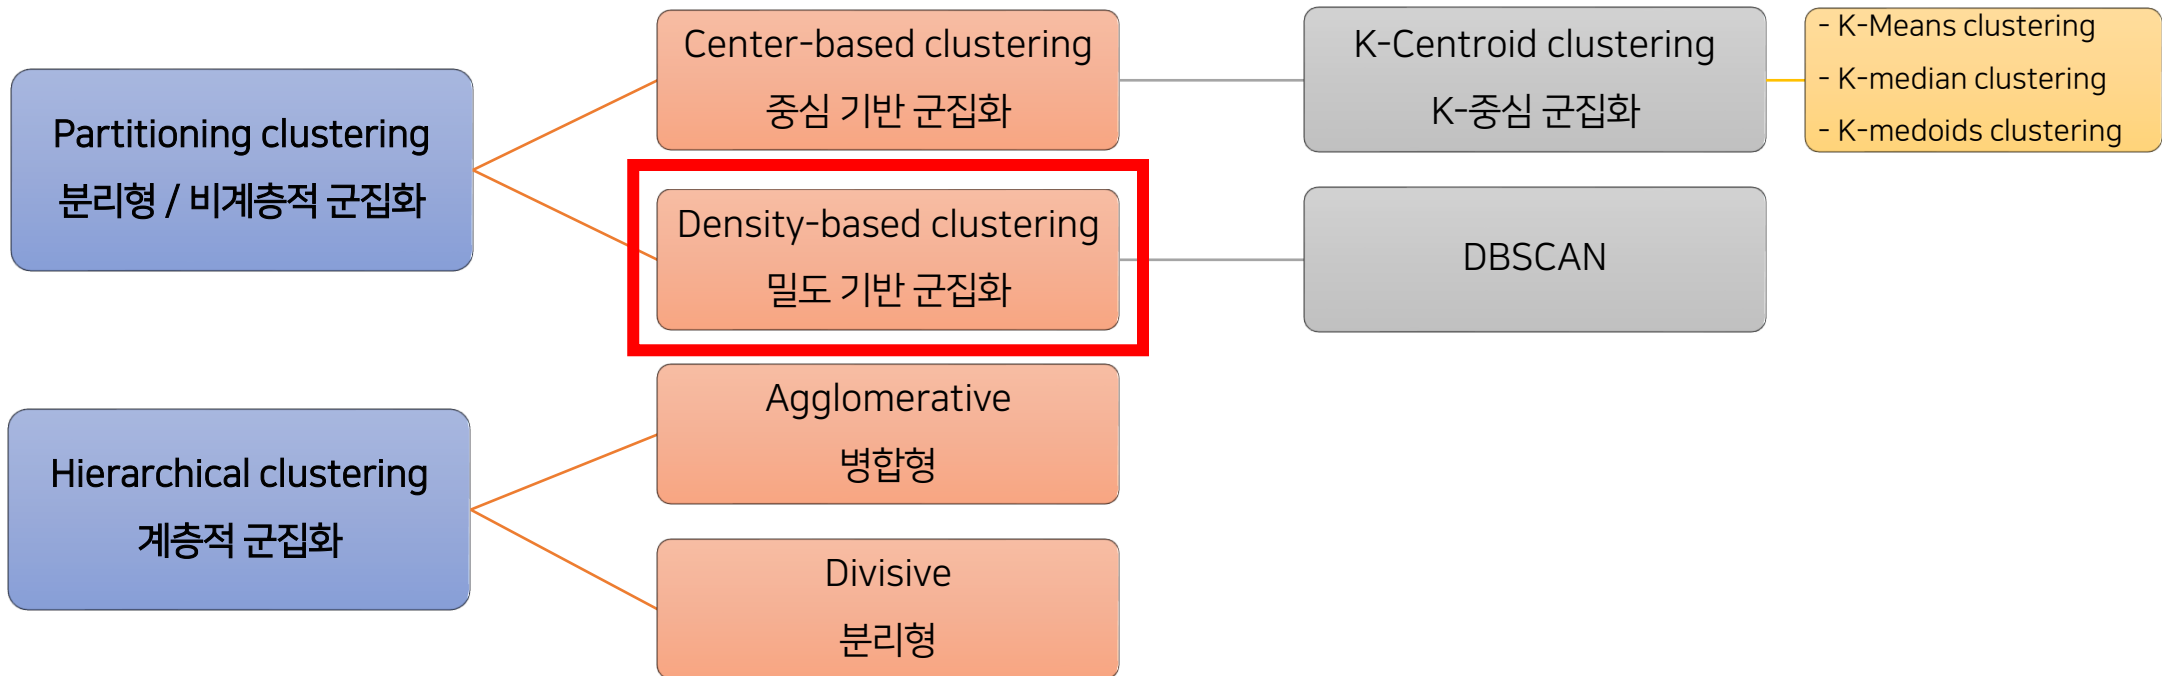 Partitioning clustering
분리형 / 비계층적 군집화
Center-based clustering
중심 기반 군집화
K-Centroid clustering
K-중심 군집화
- K-Means clustering
- K-median clustering
- K-medoids clustering
Density-based clustering
밀도 기반 군집화
DBSCAN
Hierarchical clustering
계층적 군집화
Agglomerative
병합형
Divisive
분리형